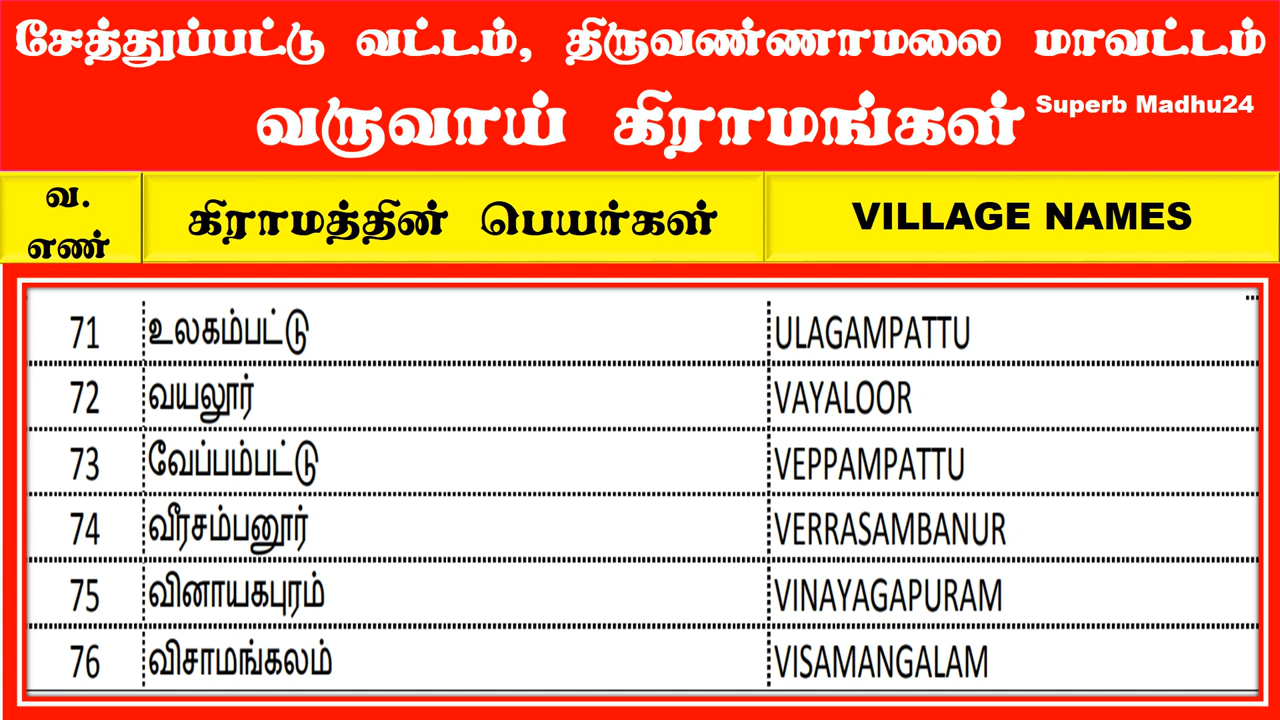 சேத்துப்பட்டு வட்டம், திருவண்ணாமலை மாவட்டம்
வருவாய் கிராமங்கள் Superb Madhu24
வ. எண் கிராமத்தின் பெயர்கள் VILLAGE NAMES
71 உலகம்பட்டு ULAGAMPATTU
72 வயலூர் VAYALOOR
73 வேப்பம்பட்டு VEPPAMPATTU
74 வீரசம்பனூர் VERRASAMBANUR
75 வினாயகபுரம் VINAYAGAPURAM
76 விசாமங்கலம் VISAMANGALAM